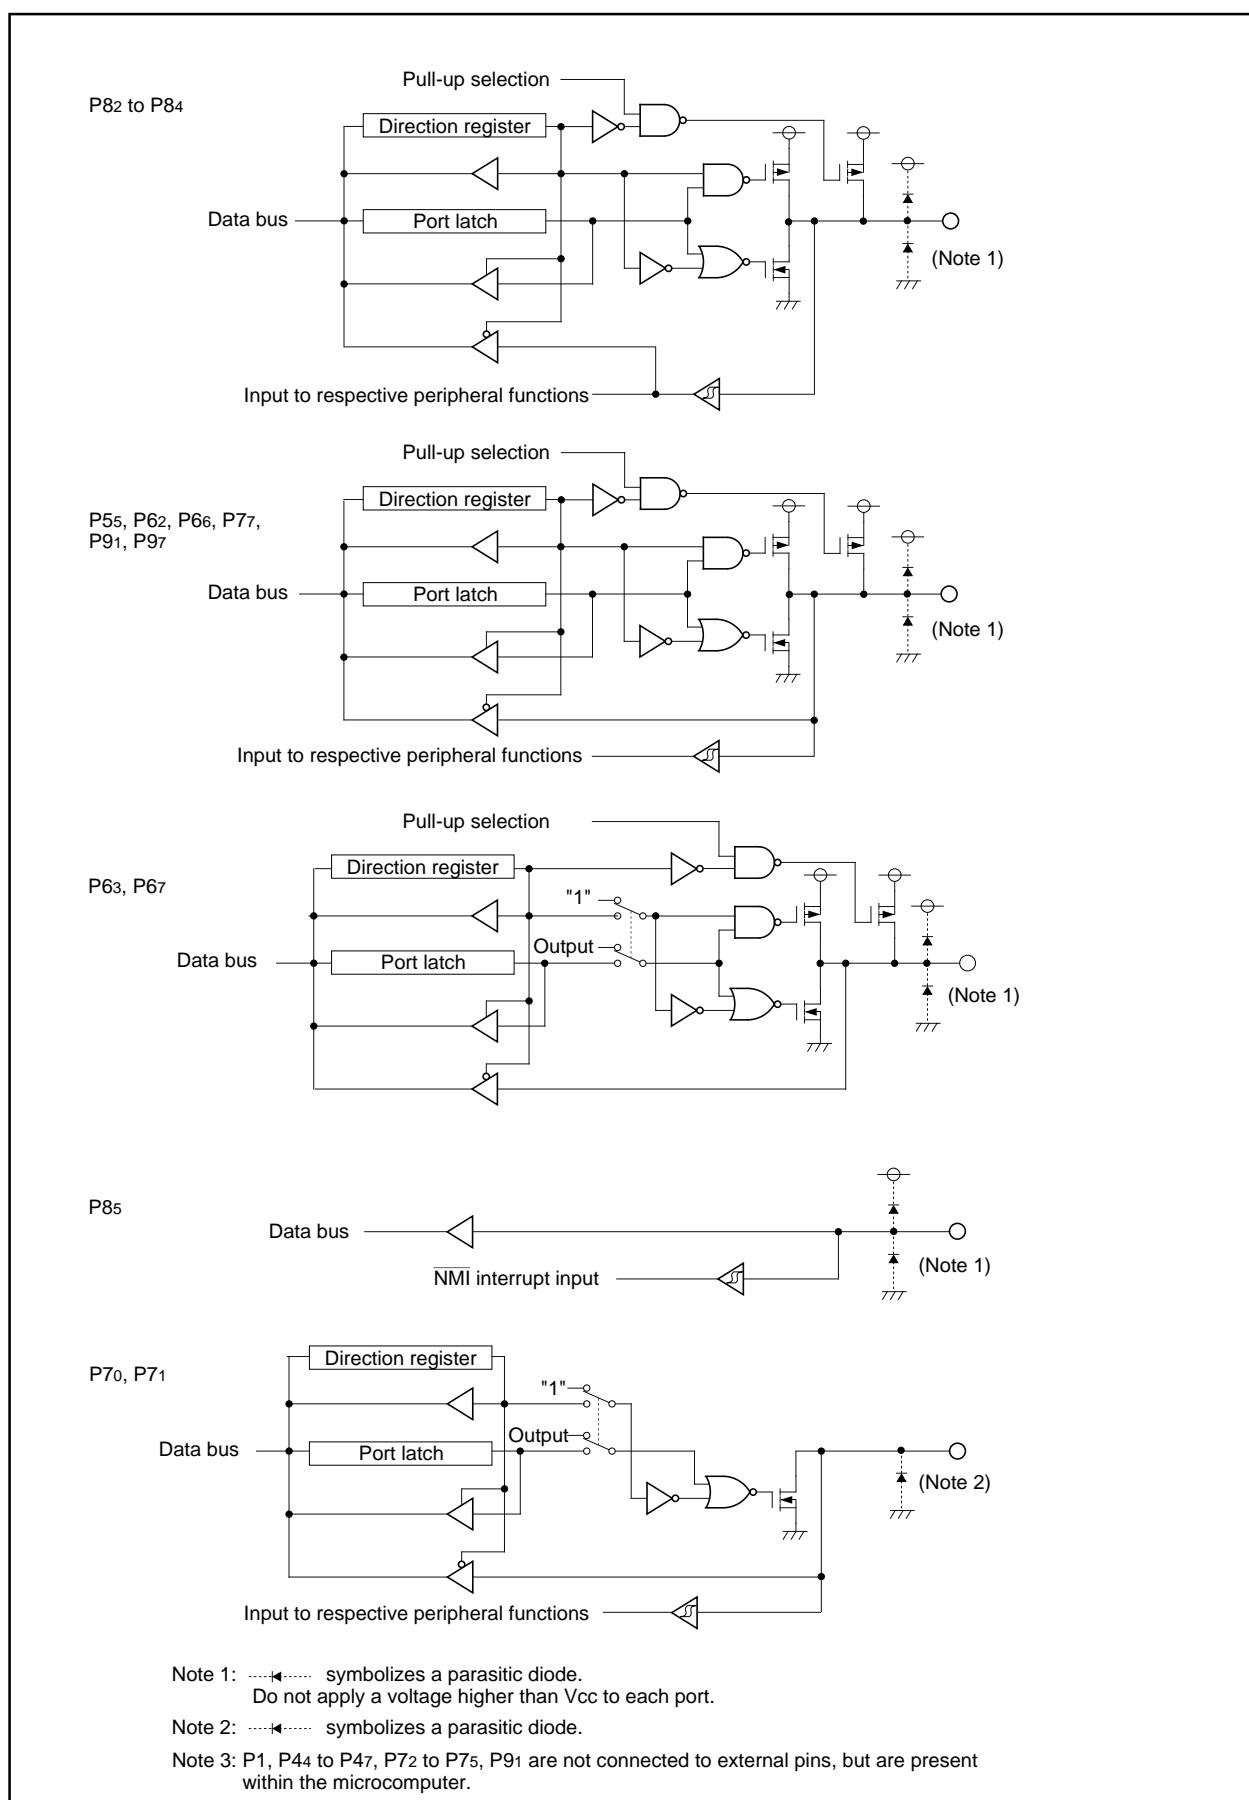 Pull-up selection
P82 to P84
Direction register
Data bus
Port latch
(Note 1)
Input to respective peripheral functions
Pull-up selection
Direction register
P55, P62, P66, P77,
P91, P97
Data bus
Port latch
(Note 1)
Input to respective peripheral functions
Pull-up selection
Direction register
P63, P67
"1"
Output
Data bus
Port latch
(Note 1)
P85
Data bus
(Note 1)
NMI interrupt input
Direction register
P70, P71
"1"
Output
Data bus
Port latch
(Note 2)
Input to respective peripheral functions
Note 1: symbolizes a parasitic diode.
Do not apply a voltage higher than Vcc to each port.
Note 2: symbolizes a parasitic diode.
Note 3: P1, P44 to P47, P72 to P75, P91 are not connected to external pins, but are present
within the microcomputer.